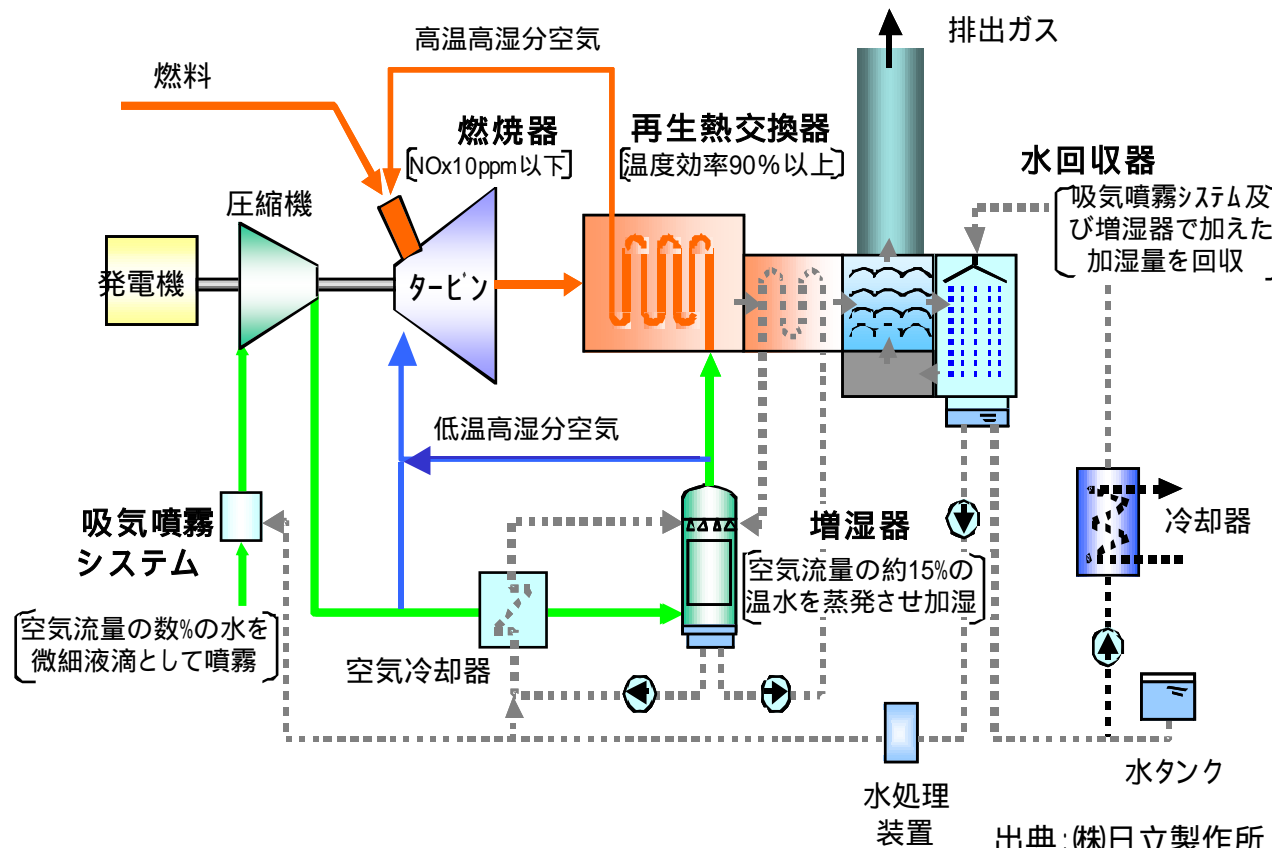 排出ガス
高温高湿分空気
燃料
燃焼器
NOx10ppm以下
再生熱交換器
温度効率90%以上
水回収器
吸気噴霧システム及
び増湿器で加えた
加湿量を回収
圧縮機
発電機
タービン
低温高湿分空気
吸気噴霧
システム
空気流量の数%の水を
微細液滴として噴霧
増湿器
空気流量の約15%の
温水を蒸発させ加湿
冷却器
空気冷却器
水タンク
水処理
装置
出典:㈱日立製作所